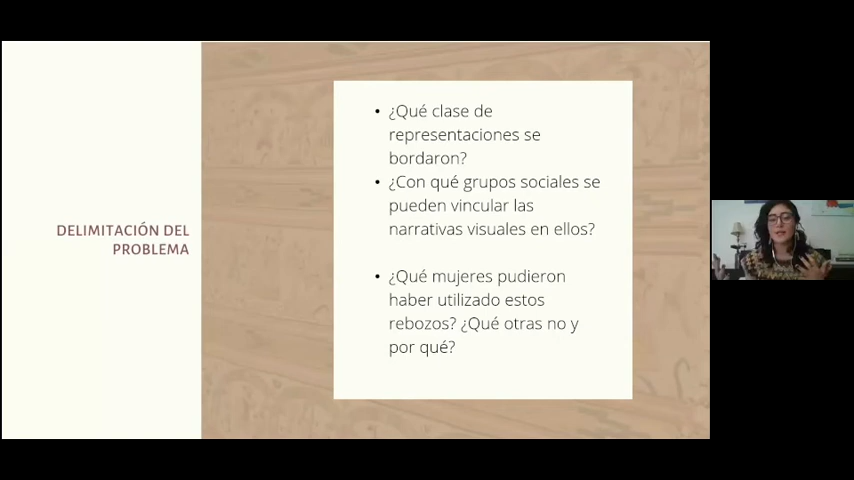 DELIMITACIÓN DEL
PROBLEMA
• ¿Qué clase de
representaciones se
bordaron?
• ¿Con qué grupos sociales se
pueden vincular las
narrativas visuales en ellos?
• ¿Qué mujeres pudieron
haber utilizado estos
rebozos? ¿Qué otras no y
por qué?